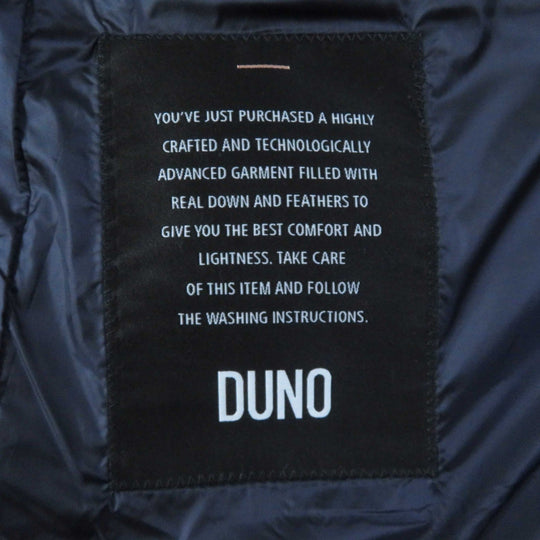 YOU'VE JUST PURCHASED A HIGHLY
CRAFTED AND TECHNOLOGICALLY
ADVANCED GARMENT FILLED WITH
REAL DOWN AND FEATHERS TO
GIVE YOU THE BEST COMFORT AND
LIGHTNESS. TAKE CARE
OF THIS ITEM AND FOLLOW
THE WASHING INSTRUCTIONS.
DUNO